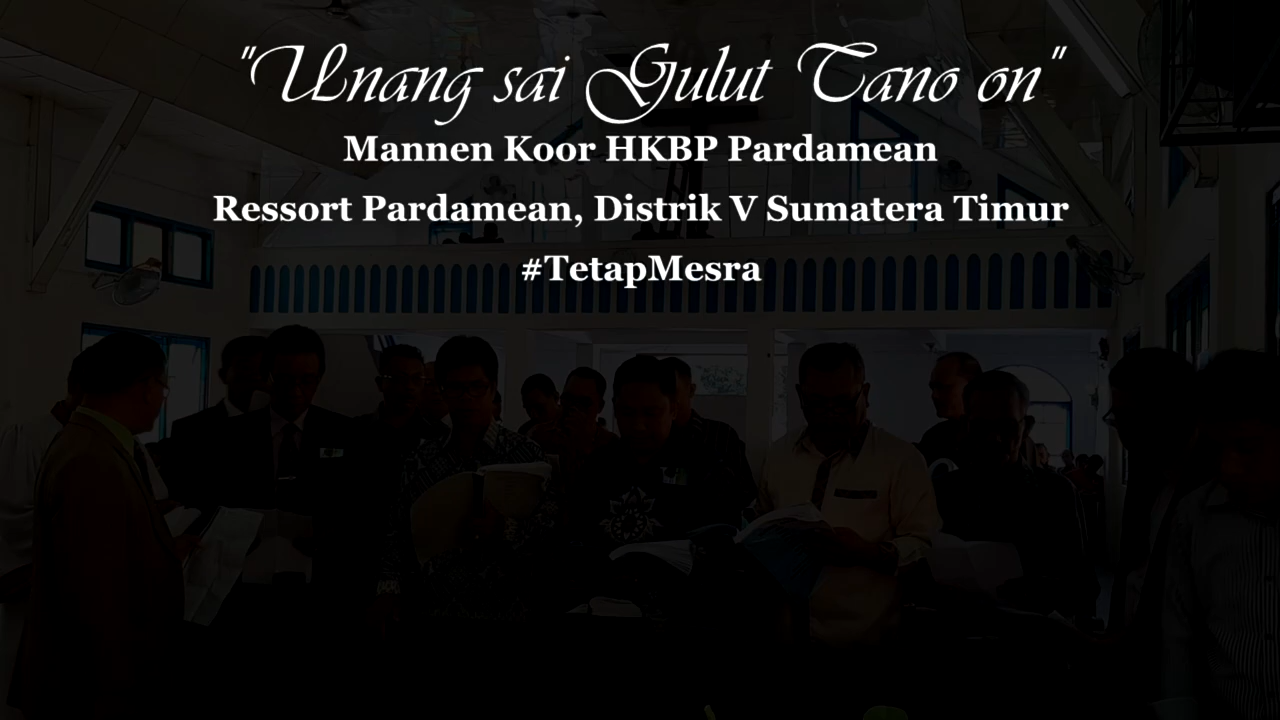 "Unang sai Gulut Tano on"
Mannen Koor HKBP Pardamean
Ressort Pardamean, Distrik V Sumatera Timur
#TetapMesra